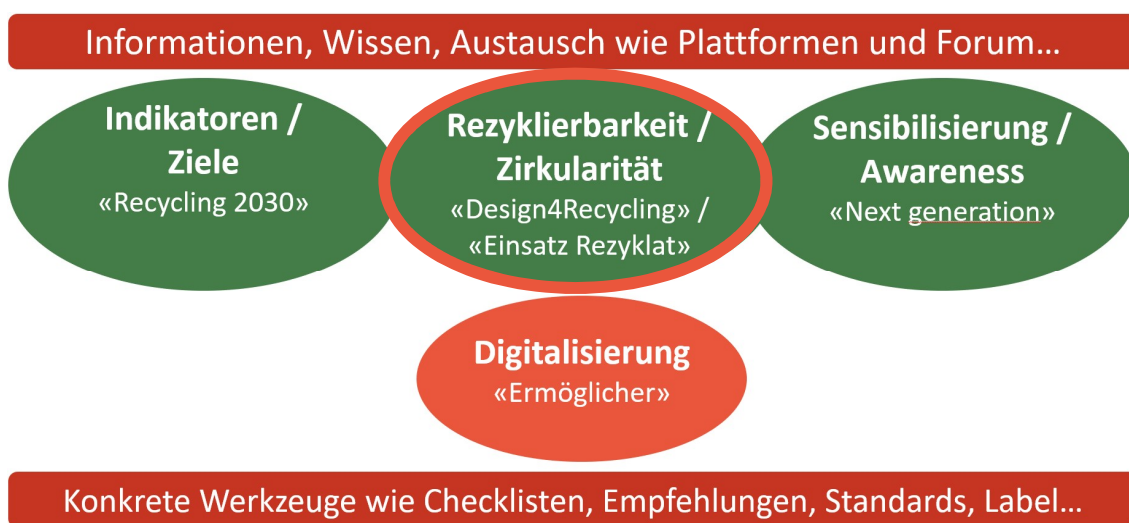 Informationen, Wissen, Austausch wie Plattformen und Forum…
Indikatoren /
Ziele
«Recycling 2030»
Rezyklierbarkeit /
Zirkularität
«Design4Recycling» /
«Einsatz Rezyklat»
Sensibilisierung /
Awareness
«Next generation»
Digitalisierung
«Ermöglicher»
Konkrete Werkzeuge wie Checklisten, Empfehlungen, Standards, Label…